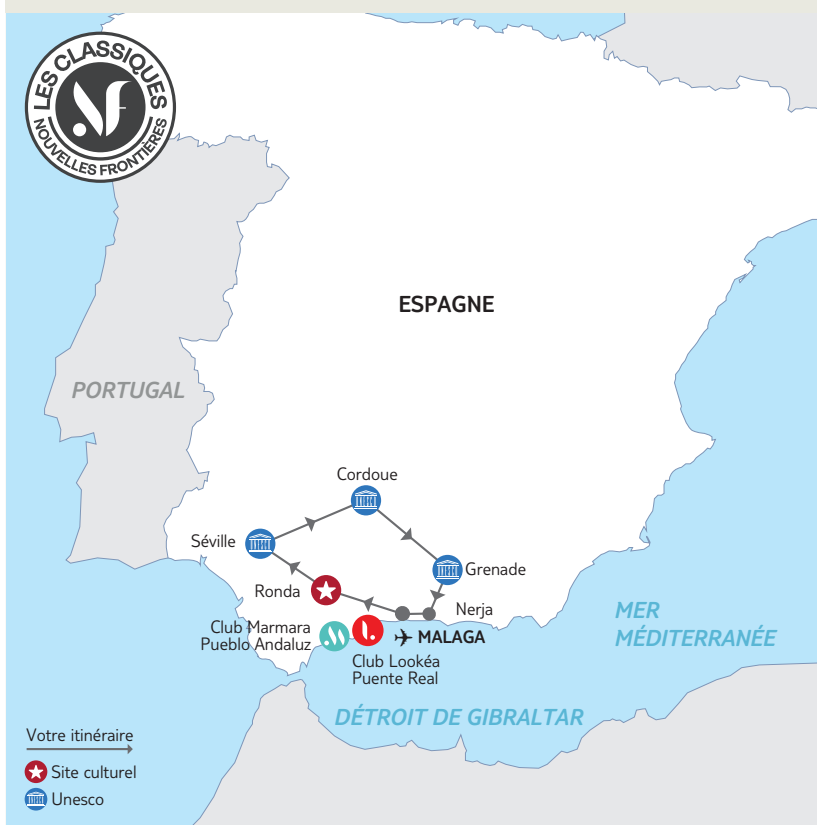 LES CLASSIQUES
NF
NOUVELLES FRONTIÈRES
ESPAGNE
PORTUGAL
Cordoue
Séville
Grenade
Ronda
Nerja
Club Marmara
Pueblo Andaluz
MALAGA
Club Lookéa
Puente Real
MER
MÉDITERRANÉE
DÉTROIT DE GIBRALTAR
Votre itinéraire
Site culturel
Unesco